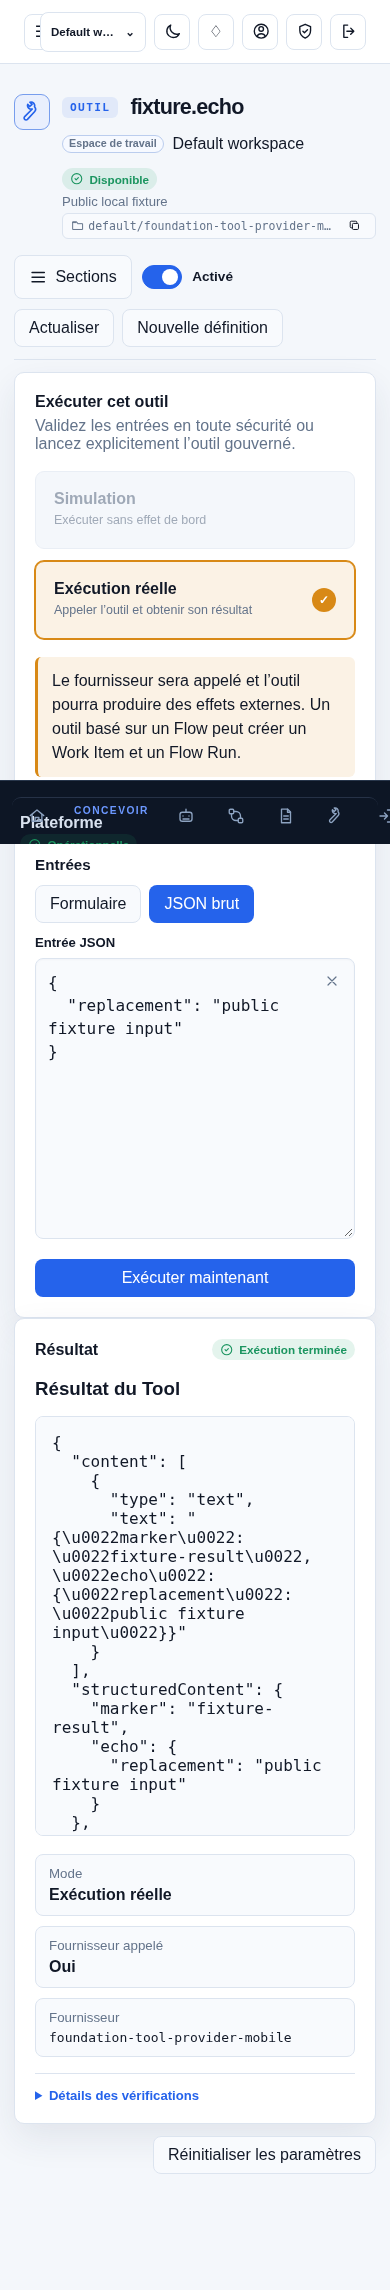 Default w… ⌄
OUTIL fixture.echo
Espace de travail Default workspace
Disponible
Public local fixture
default/foundation-tool-provider-m…
Sections Activé
Actualiser Nouvelle définition
Exécuter cet outil
Validez les entrées en toute sécurité ou
lancez explicitement l’outil gouverné.
Simulation
Exécuter sans effet de bord
Exécution réelle
Appeler l’outil et obtenir son résultat
Le fournisseur sera appelé et l’outil
pourra produire des effets externes. Un
outil basé sur un Flow peut créer un
Work Item et un Flow Run.
CONCEVOIR
Plateforme
Opérationnelle
Entrées
Formulaire JSON brut
Entrée JSON
{
  "replacement": "public
fixture input"
}
Exécuter maintenant
Résultat Exécution terminée
Résultat du Tool
{
  "content": [
    {
      "type": "text",
      "text": "
{\u0022marker\u0022:
\u0022fixture-result\u0022,
\u0022echo\u0022:
{\u0022replacement\u0022:
\u0022public fixture
input\u0022}}"
    }
  ],
  "structuredContent": {
    "marker": "fixture-
result",
    "echo": {
      "replacement": "public
fixture input"
    }
  },
Mode
Exécution réelle
Fournisseur appelé
Oui
Fournisseur
foundation-tool-provider-mobile
Détails des vérifications
Réinitialiser les paramètres